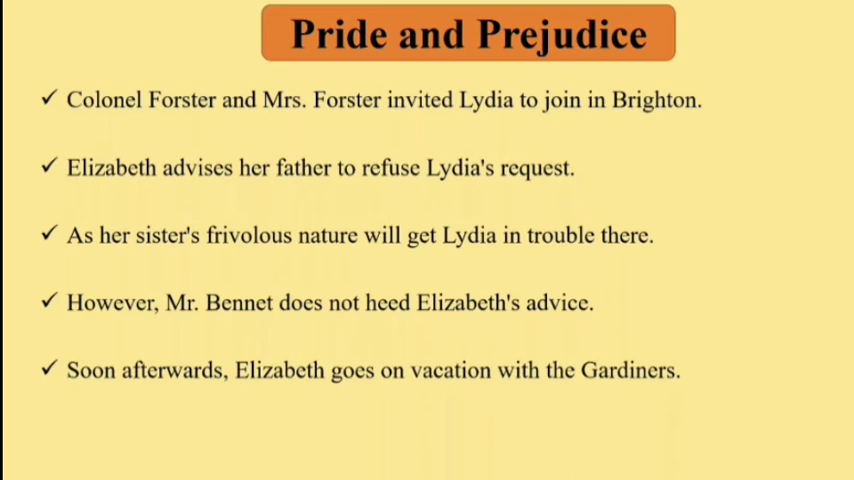 Pride and Prejudice
✓ Colonel Forster and Mrs. Forster invited Lydia to join in Brighton.
✓ Elizabeth advises her father to refuse Lydia's request.
✓ As her sister's frivolous nature will get Lydia in trouble there.
✓ However, Mr. Bennet does not heed Elizabeth's advice.
✓ Soon afterwards, Elizabeth goes on vacation with the Gardiners.